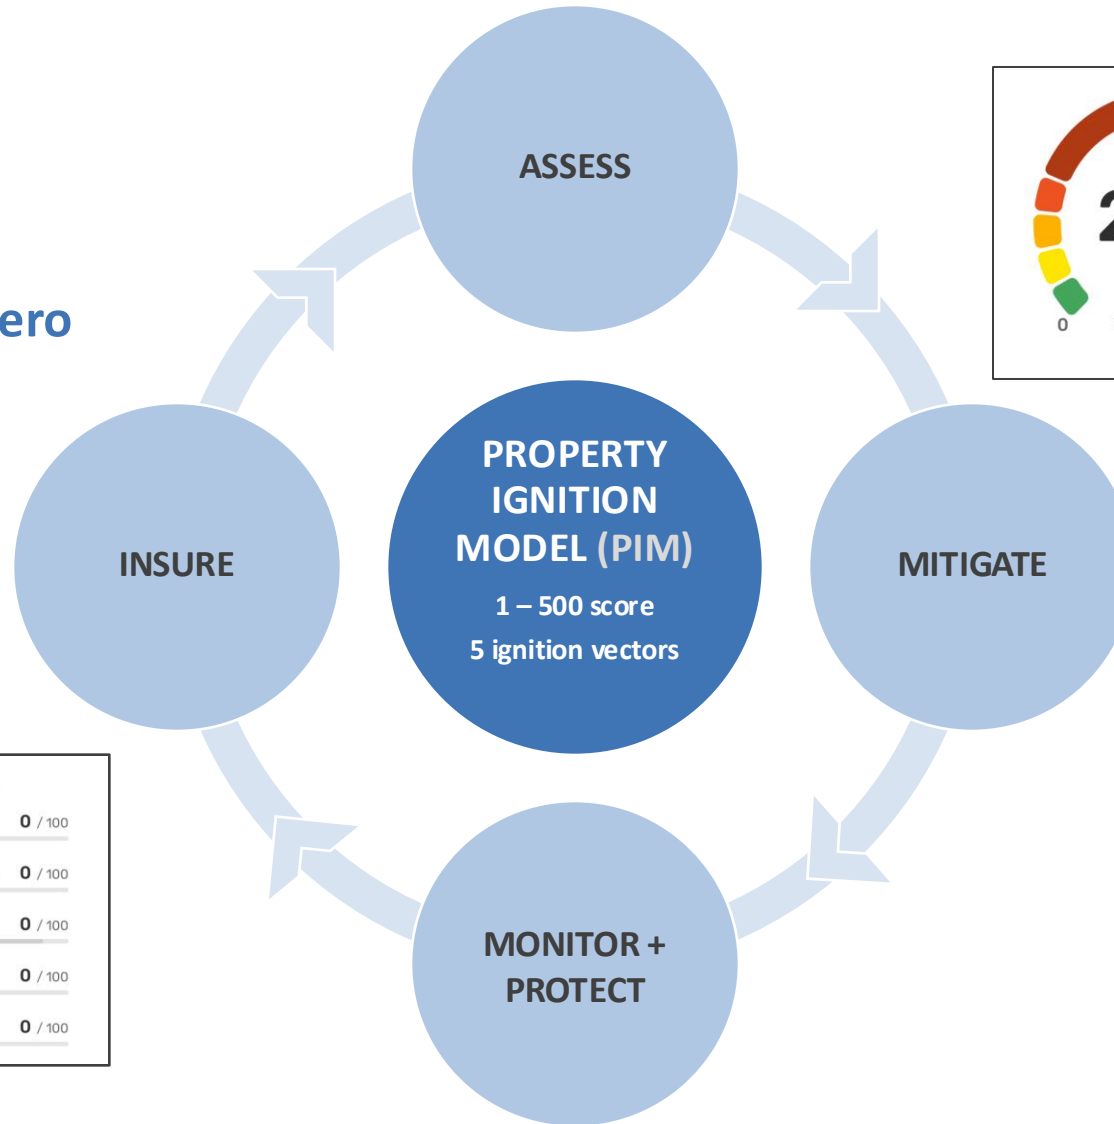 ASSESS
ero
PROPERTY
IGNITION
MODEL (PIM)
1 – 500 score
5 ignition vectors
INSURE
MITIGATE
MONITOR +
PROTECT
0
0 / 100
0 / 100
0 / 100
0 / 100
0 / 100